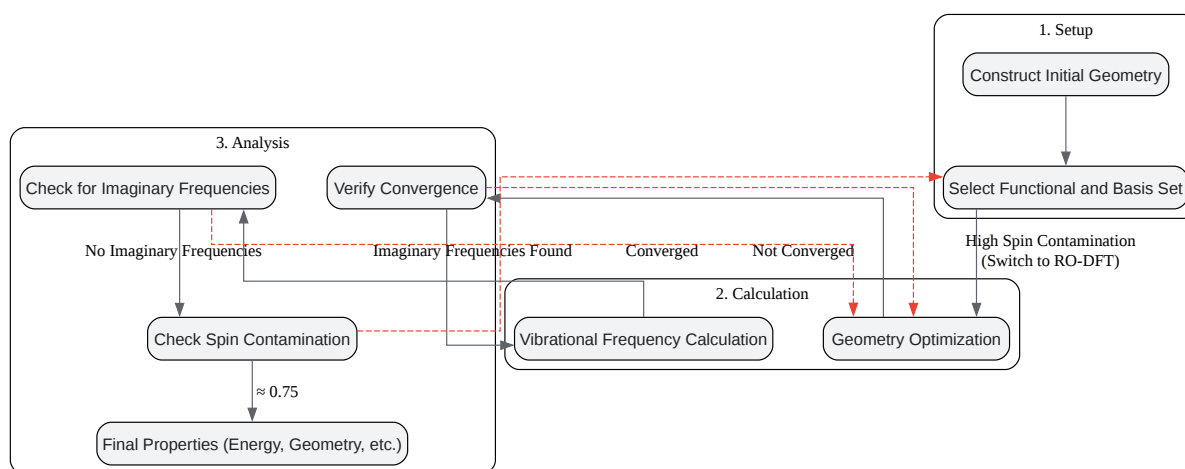 1. Setup
Construct Initial Geometry
3. Analysis
Check for Imaginary Frequencies
Verify Convergence
Select Functional and Basis Set
No Imaginary Frequencies
Imaginary Frequencies Found
Converged
Not Converged
High Spin Contamination
(Switch to RO-DFT)
2. Calculation
Check Spin Contamination
Vibrational Frequency Calculation
Geometry Optimization
≈ 0.75
Final Properties (Energy, Geometry, etc.)